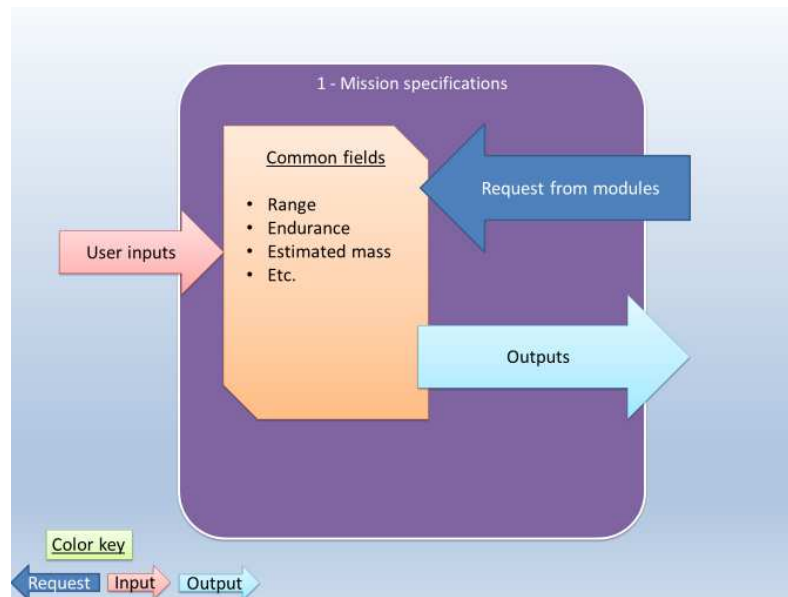 1 - Mission specifications
Common fields
• Range
• Endurance
• Estimated mass
• Etc.
User inputs
Request from modules
Outputs
Color key
Request
Input
Output